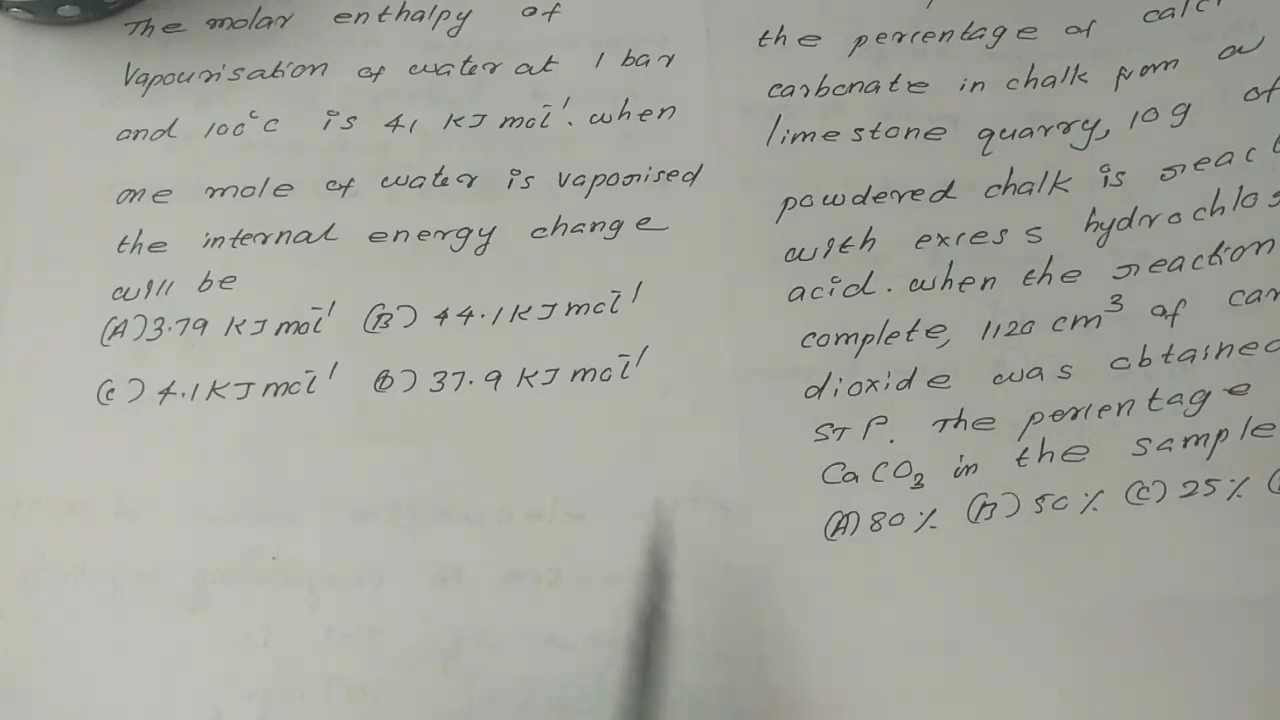 The molar enthalpy of
Vapourisation of water at 1 bar
and 100°C is 41 KJ mol⁻¹. when
one mole of water is vaporised
the internal energy change
will be
(A) 3.79 KJ mol⁻¹ (B) 44.1 KJ mol⁻¹
(C) 4.1 KJ mol⁻¹ (D) 37.9 KJ mol⁻¹
the percentage of
carbonate in chalk from a
limestone quarry, 10g of
powdered chalk is
with excess
acid. when the reaction
complete, 1120 cm³ of
dioxide was obtained
STP. The percentage
CaCO₃ in the sample
(A) 80% (B) 50% (C) 25% (